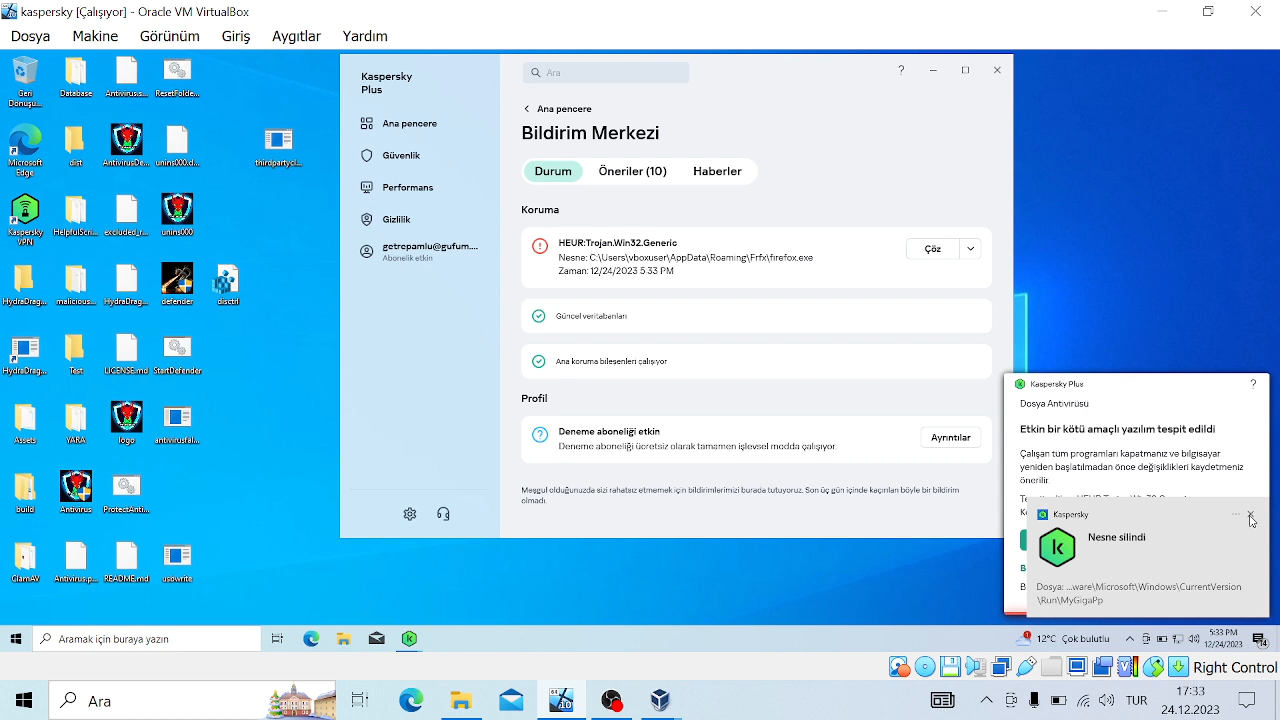 kaspersky [Çalışıyor] - Oracle VM VirtualBox
Dosya Makine Görünüm Giriş Aygıtlar Yardım
Geri Dönüşü...
Database
Antivirus.is...
ResetFolde...
Microsoft Edge
dist
AntivirusDe...
unins000.d...
thirdpartycl...
Kaspersky VPN
HelpfulScri...
excluded_r...
unins000
HydraDrag...
malicious...
HydraDrag...
defender
disctrl
HydraDrag...
Test
LICENSE.md
StartDefender
Assets
YARA
logo
antivirusfal...
build
Antivirus
ProtectAnti...
ClamAV
Antivirus.p...
README.md
usowrite
Kaspersky
Plus
Ana pencere
Güvenlik
Performans
Gizlilik
getrepamlu@gufum....
Abonelik etkin
Ara
?
Ana pencere
Bildirim Merkezi
Durum Öneriler (10) Haberler
Koruma
HEUR:Trojan.Win32.Generic
Nesne: C:\Users\vboxuser\AppData\Roaming\Frfx\firefox.exe
Zaman: 12/24/2023 5:33 PM
Çöz
Güncel veritabanları
Ana koruma bileşenleri çalışıyor
Profil
Deneme aboneliği etkin
Deneme aboneliği ücretsiz olarak tamamen işlevsel modda çalışıyor.
Ayrıntılar
Meşgul olduğunuzda sizi rahatsız etmemek için bildirimlerimizi burada tutuyoruz. Son üç gün içinde kaçırılan böyle bir bildirim
olmadı.
Kaspersky Plus ?
Dosya Antivirüsü
Etkin bir kötü amaçlı yazılım tespit edildi
Çalışan tüm programları kapatmanız ve bilgisayar
yeniden başlatılmadan önce değişiklikleri kaydetmeniz
önerilir.
Kaspersky
Nesne silindi
Dosya: ...ware\Microsoft\Windows\CurrentVersion
\Run\MyGigaPp
Aramak için buraya yazın
12°C Çok bulutlu
5:33 PM
12/24/2023
Right Control
Ara
TUR
17:33
24.12.2023